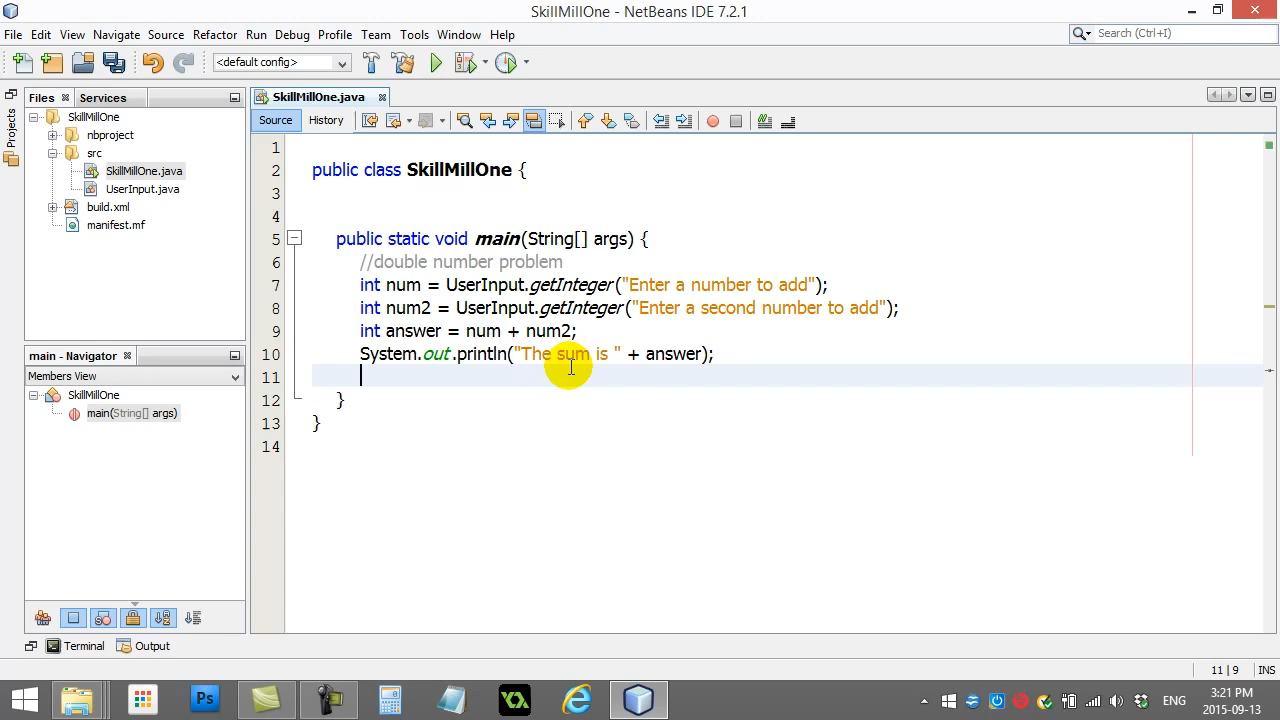 SkillMillOne - NetBeans IDE 7.2.1
File Edit View Navigate Source Refactor Run Debug Profile Team Tools Window Help
Search (Ctrl+I)
<default config>
Projects
Files Services
SkillMillOne
nbproject
src
SkillMillOne.java
UserInput.java
build.xml
manifest.mf
main - Navigator
Members View
SkillMillOne
main(String[] args)
SkillMillOne.java
Source History
1
2 public class SkillMillOne {
3
4
5 public static void main(String[] args) {
6 //double number problem
7 int num = UserInput.getInteger("Enter a number to add");
8 int num2 = UserInput.getInteger("Enter a second number to add");
9 int answer = num + num2;
10 System.out.println("The sum is " + answer);
11
12 }
13 }
14
Terminal Output
11 | 9 INS
Ps
ENG
3:21 PM
2015-09-13